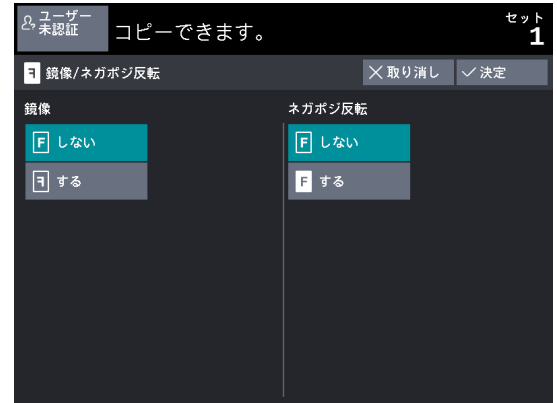 ユーザー
未認証
コピーできます。
セット
1
鏡像/ネガポジ反転
取り消し
決定
鏡像
ネガポジ反転
F しない
F しない
F する
F する